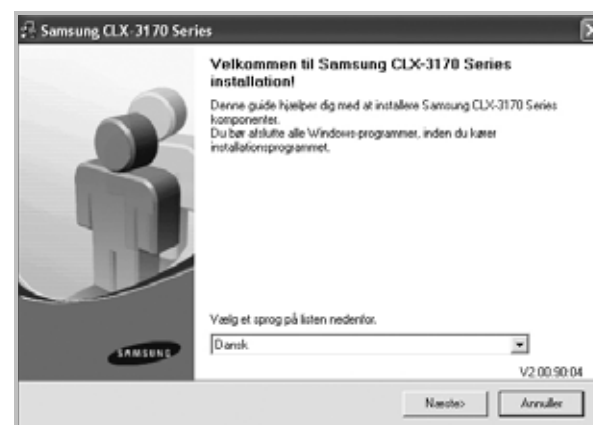 Samsung CLX-3170 Series
Velkommen til Samsung CLX-3170 Series
installation!
Denne guide hjælper dig med at installere Samsung CLX-3170 Series
komponenter.
Du bør afslutte alle Windows-programmer, inden du kører
installationsprogrammet.
Vælg et sprog på listen nedenfor.
Dansk
SAMSUNG
V2.00.90:04
Næste>
Annuller